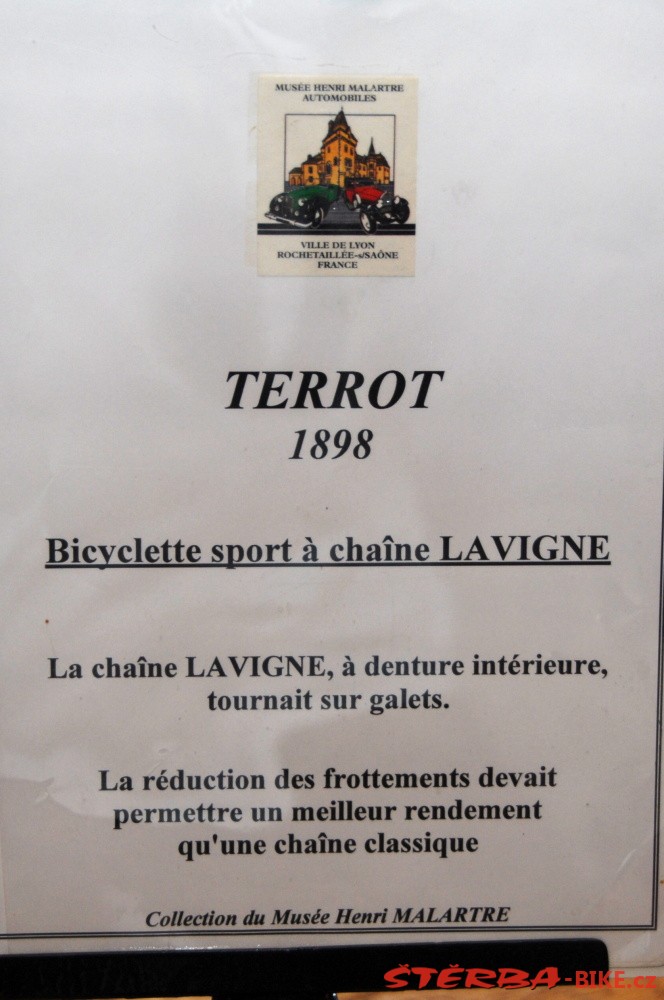 MUSÉE HENRI MALARTRE
AUTOMOBILES
VILLE DE LYON
ROCHETAILLÉE-s/SAÔNE
FRANCE
TERROT
1898
Bicyclette sport à chaîne LAVIGNE
La chaîne LAVIGNE, à denture intérieure,
tournait sur galets.
La réduction des frottements devait
permettre un meilleur rendement
qu'une chaîne classique
Collection du Musée Henri MALARTRE
ŠTĚRBA-BIKE.cz